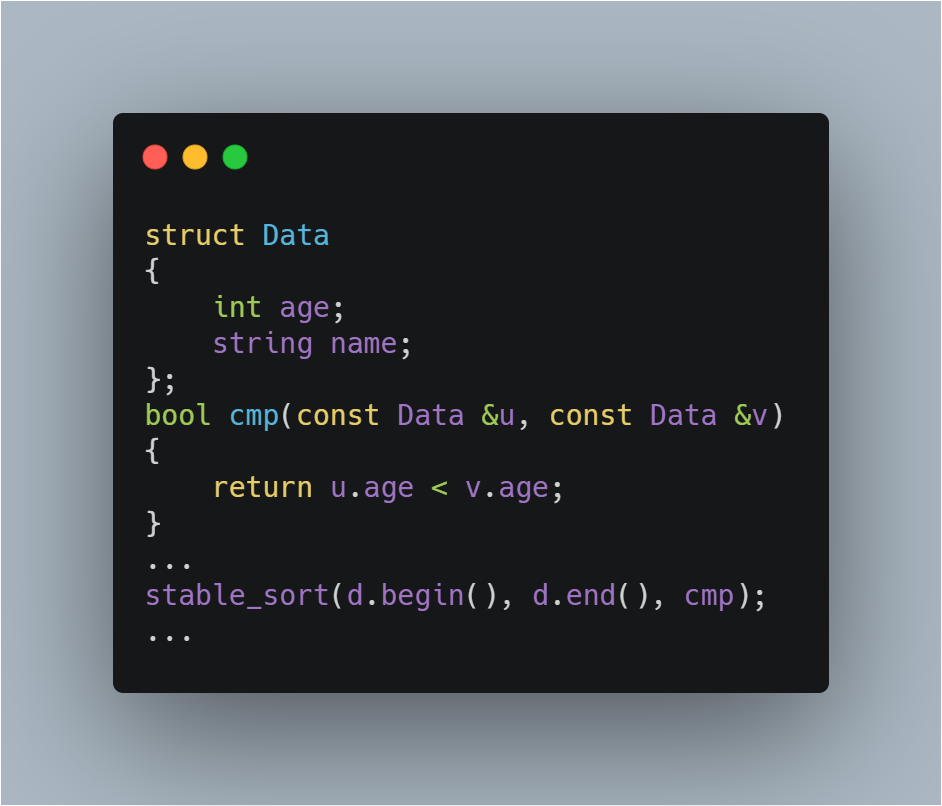 struct Data
{
    int age;
    string name;
};
bool cmp(const Data &u, const Data &v)
{
    return u.age < v.age;
}
...
stable_sort(d.begin(), d.end(), cmp);
...